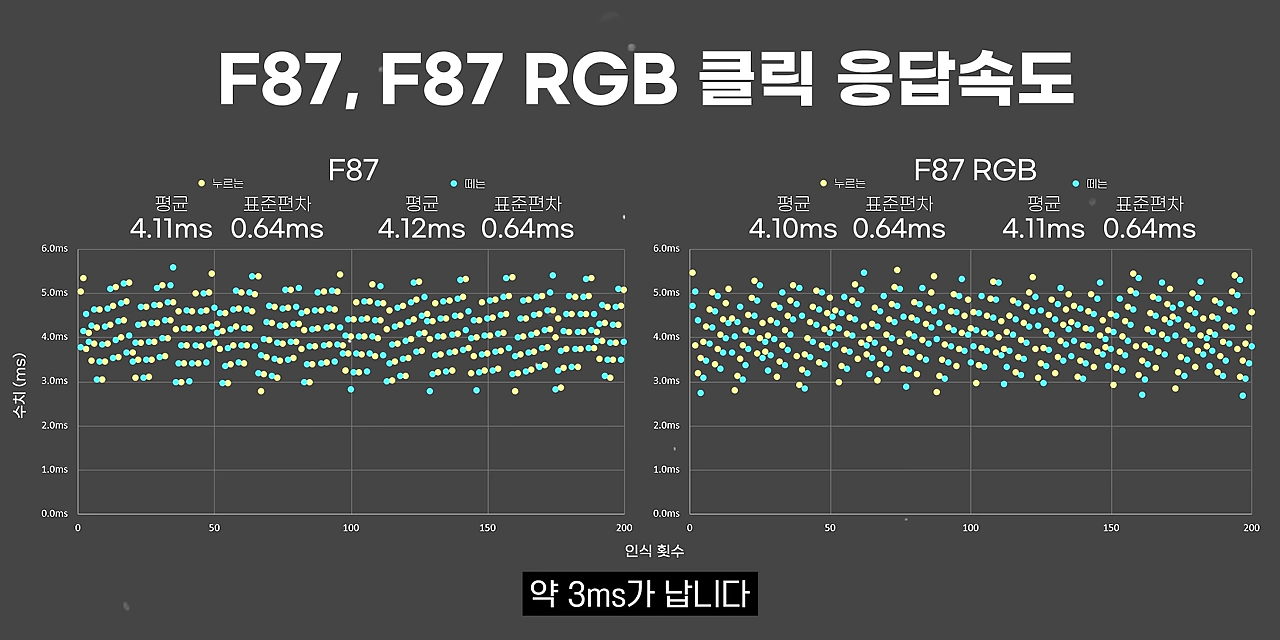 F87, F87 RGB 클릭 응답속도
F87
누르는
떼는
평균 표준편차 평균 표준편차
4.11ms 0.64ms 4.12ms 0.64ms
6.0ms
5.0ms
4.0ms
3.0ms
2.0ms
1.0ms
0.0ms
0 50 100 150 200
수치 (ms)
F87 RGB
누르는
떼는
평균 표준편차 평균 표준편차
4.10ms 0.64ms 4.11ms 0.64ms
6.0ms
5.0ms
4.0ms
3.0ms
2.0ms
1.0ms
0.0ms
0 50 100 150 200
인식 횟수
약 3ms가 납니다